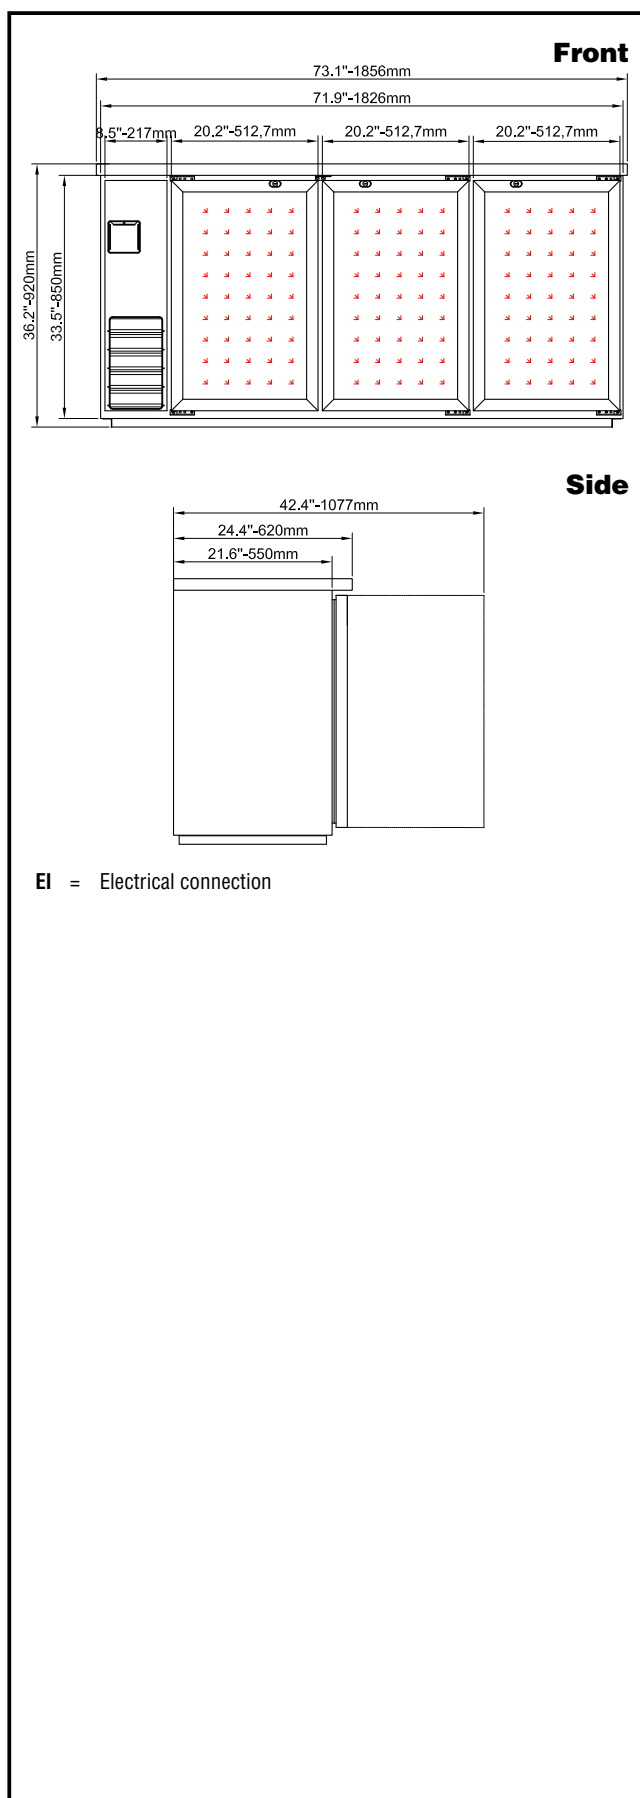 Front
73.1"-1856mm
71.9"-1826mm
8.5"-217mm 20.2"-512,7mm 20.2"-512,7mm 20.2"-512,7mm
36.2"-920mm
33.5"-850mm
Side
42.4"-1077mm
24.4"-620mm
21.6"-550mm
EI = Electrical connection